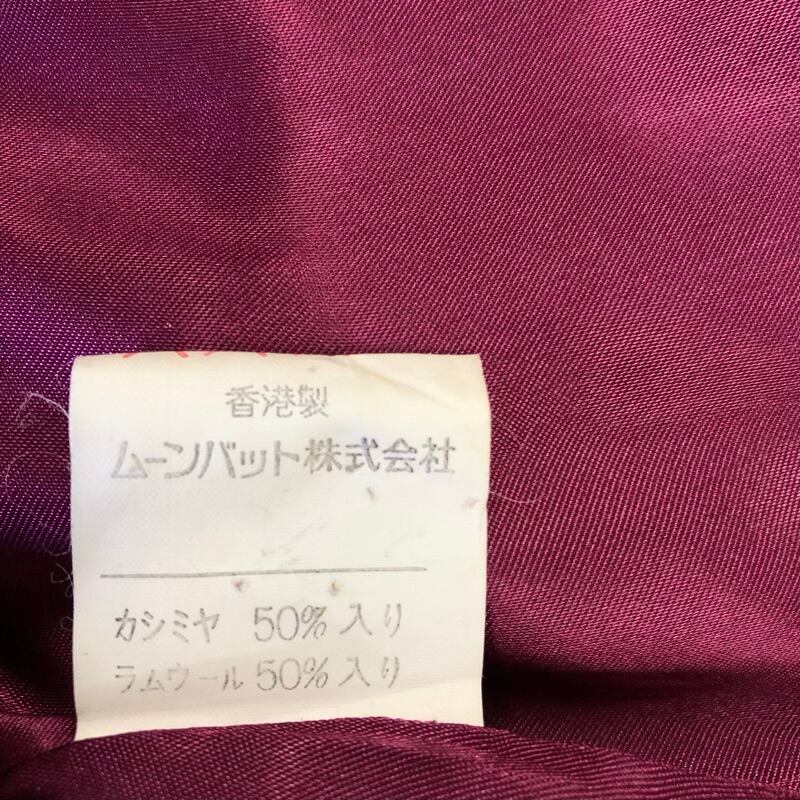 香港製
ムーンバット株式会社
カシミヤ 50% 入り
ラムウール 50% 入り